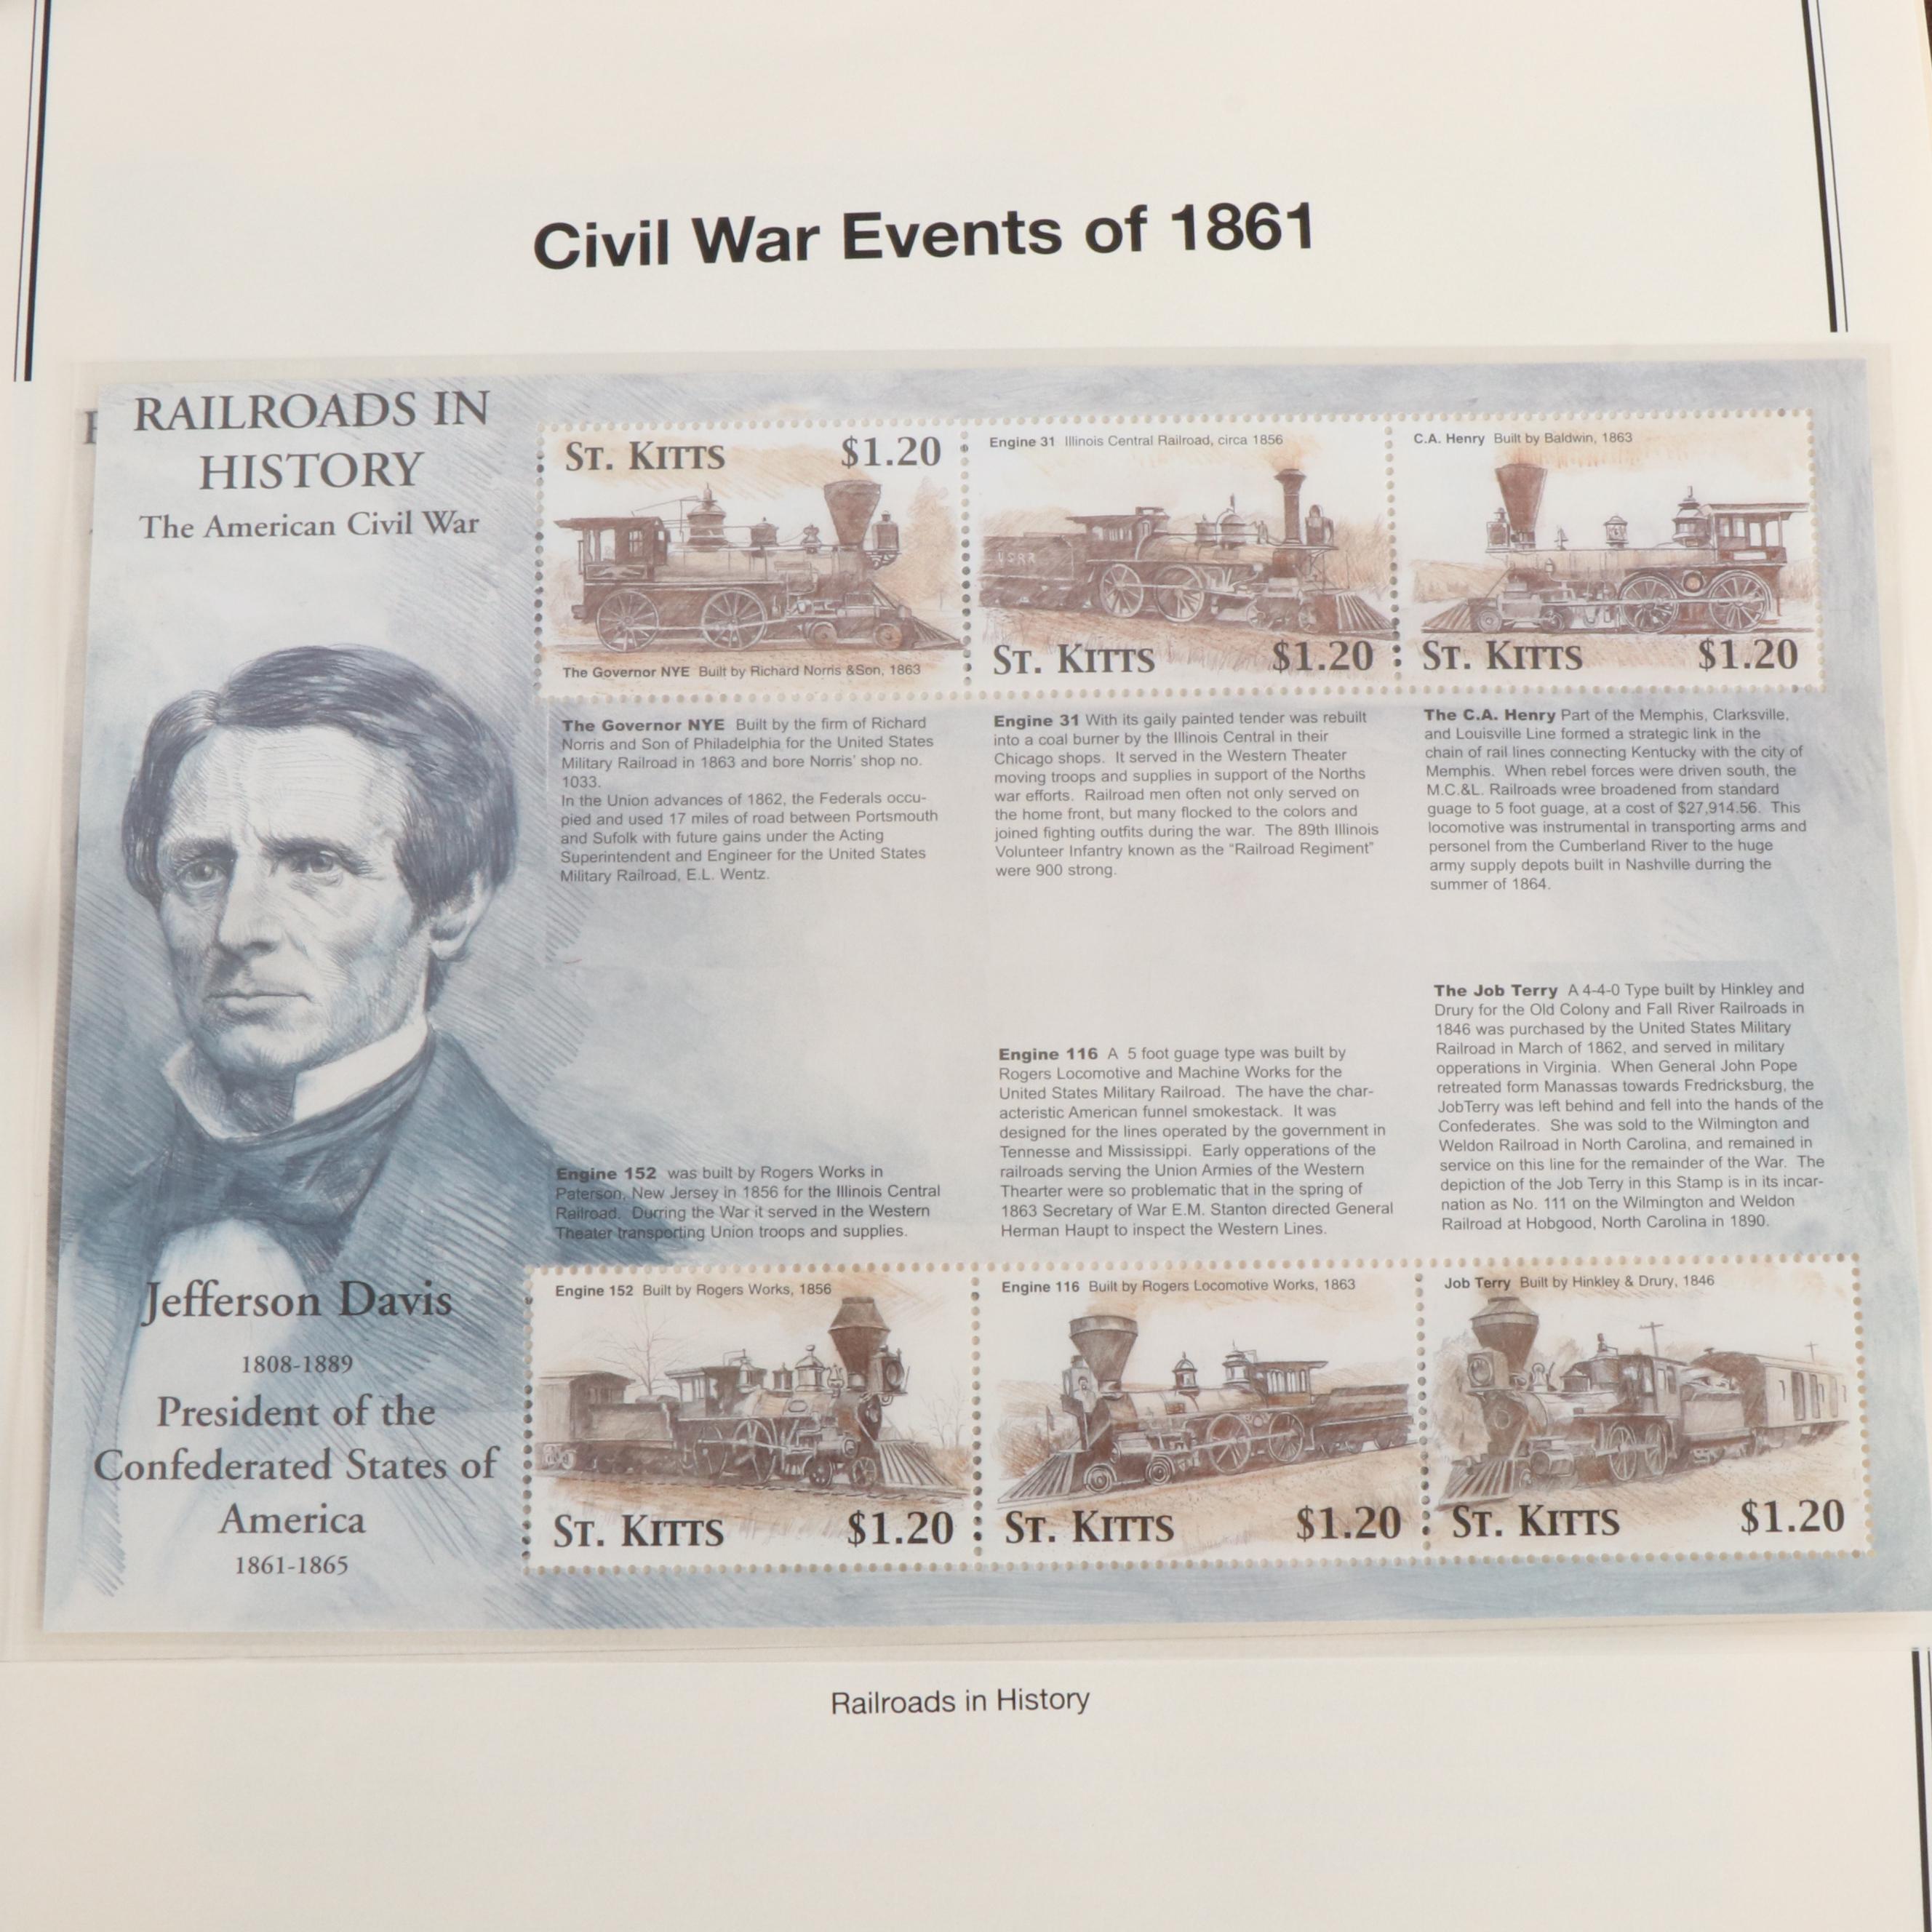 Civil War Events of 1861
RAILROADS IN
HISTORY
The American Civil War
ST. KITTS $1.20
The Governor NYE Built by Richard Norris &Son, 1863
Engine 31 Illinois Central Railroad, circa 1856
USRR
ST. KITTS $1.20
C.A. Henry Built by Baldwin, 1863
ST. KITTS $1.20
The Governor NYE Built by the firm of Richard
Norris and Son of Philadelphia for the United States
Military Railroad in 1863 and bore Norris' shop no.
1033.
In the Union advances of 1862, the Federals occu-
pied and used 17 miles of road between Portsmouth
and Sufolk with future gains under the Acting
Superintendent and Engineer for the United States
Military Railroad, E.L. Wentz.
Engine 31 With its gaily painted tender was rebuilt
into a coal burner by the Illinois Central in their
Chicago shops. It served in the Western Theater
moving troops and supplies in support of the Norths
war efforts. Railroad men often not only served on
the home front, but many flocked to the colors and
joined fighting outfits during the war. The 89th Illinois
Volunteer Infantry known as the "Railroad Regiment"
were 900 strong.
The C.A. Henry Part of the Memphis, Clarksville,
and Louisville Line formed a strategic link in the
chain of rail lines connecting Kentucky with the city of
Memphis. When rebel forces were driven south, the
M.C.&L. Railroads wree broadened from standard
guage to 5 foot guage, at a cost of $27,914.56. This
locomotive was instrumental in transporting arms and
personel from the Cumberland River to the huge
army supply depots built in Nashville durring the
summer of 1864.
Engine 152 was built by Rogers Works in
Paterson, New Jersey in 1856 for the Illinois Central
Railroad. Durring the War it served in the Western
Theater transporting Union troops and supplies.
Engine 116 A 5 foot guage type was built by
Rogers Locomotive and Machine Works for the
United States Military Railroad. The have the char-
acteristic American funnel smokestack. It was
designed for the lines operated by the government in
Tennesse and Mississippi. Early opperations of the
railroads serving the Union Armies of the Western
Thearter were so problematic that in the spring of
1863 Secretary of War E.M. Stanton directed General
Herman Haupt to inspect the Western Lines.
The Job Terry A 4-4-0 Type built by Hinkley and
Drury for the Old Colony and Fall River Railroads in
1846 was purchased by the United States Military
Railroad in March of 1862, and served in military
opperations in Virginia. When General John Pope
retreated form Manassas towards Fredricksburg, the
JobTerry was left behind and fell into the hands of the
Confederates. She was sold to the Wilmington and
Weldon Railroad in North Carolina, and remained in
service on this line for the remainder of the War. The
depiction of the Job Terry in this Stamp is in its incar-
nation as No. 111 on the Wilmington and Weldon
Railroad at Hobgood, North Carolina in 1890.
Jefferson Davis
1808-1889
President of the
Confederated States of
America
1861-1865
Engine 152 Built by Rogers Works, 1856
ST. KITTS $1.20
Engine 116 Built by Rogers Locomotive Works, 1863
ST. KITTS $1.20
Job Terry Built by Hinkley & Drury, 1846
ST. KITTS $1.20
Railroads in History